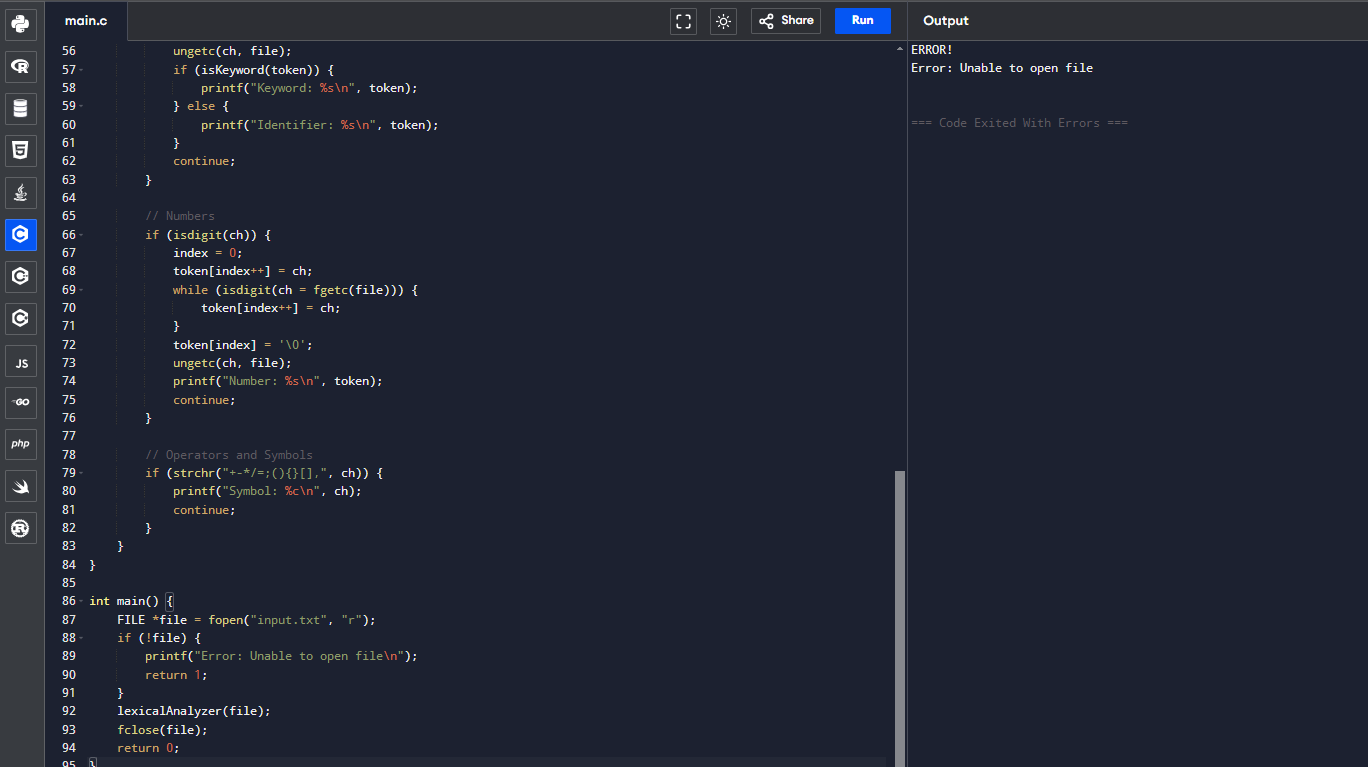 main.c
Share
Run
Output
56 ungetc(ch, file);
57 if (isKeyword(token)) {
58 printf("Keyword: %s\n", token);
59 } else {
60 printf("Identifier: %s\n", token);
61 }
62 continue;
63 }
64
65 // Numbers
66 if (isdigit(ch)) {
67 index = 0;
68 token[index++] = ch;
69 while (isdigit(ch = fgetc(file))) {
70 token[index++] = ch;
71 }
72 token[index] = '\0';
73 ungetc(ch, file);
74 printf("Number: %s\n", token);
75 continue;
76 }
77
78 // Operators and Symbols
79 if (strchr("+-*/=;(){}[],", ch)) {
80 printf("Symbol: %c\n", ch);
81 continue;
82 }
83 }
84 }
85
86 int main() {
87 FILE *file = fopen("input.txt", "r");
88 if (!file) {
89 printf("Error: Unable to open file\n");
90 return 1;
91 }
92 lexicalAnalyzer(file);
93 fclose(file);
94 return 0;
95 }
ERROR!
Error: Unable to open file
=== Code Exited With Errors ===
R
5
C
C
C
JS
GO
php
R